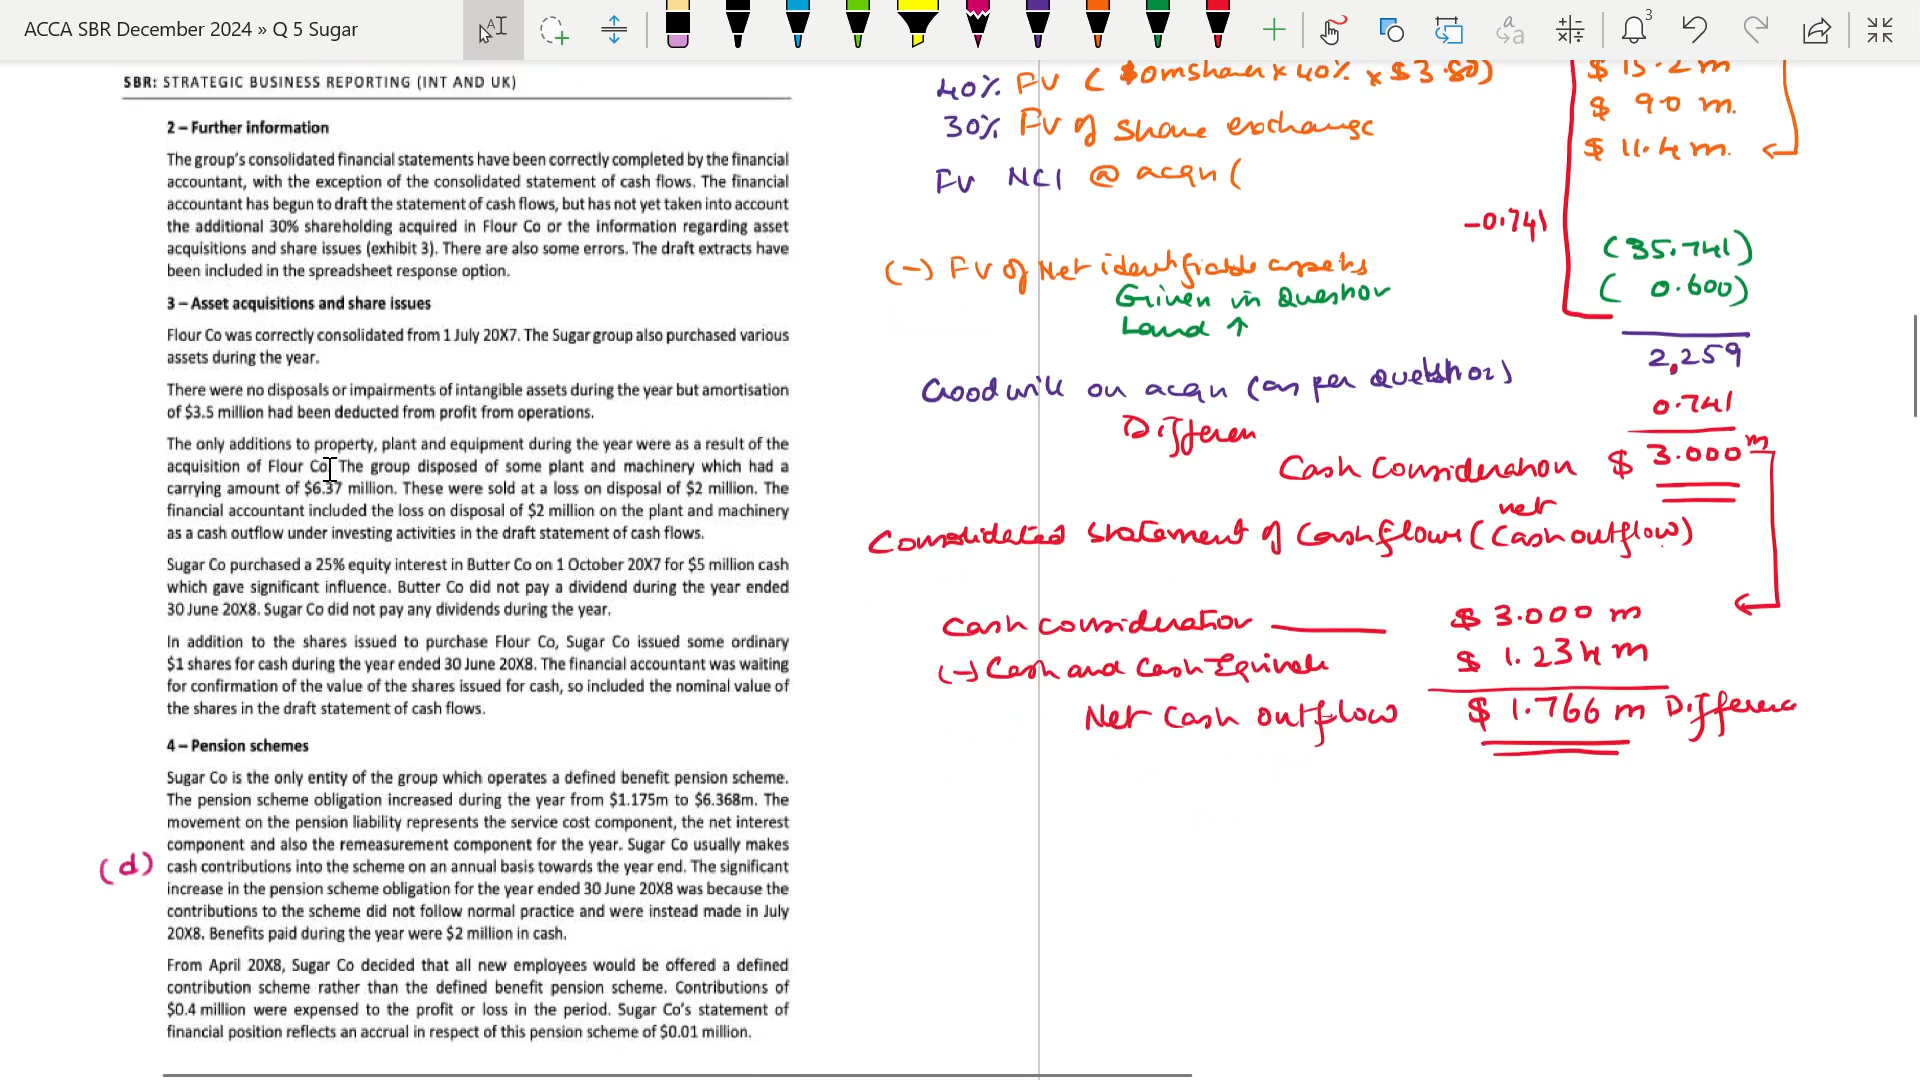 ACCA SBR December 2024 » Q 5 Sugar
3
SBR: STRATEGIC BUSINESS REPORTING (INT AND UK)
2 – Further information
The group's consolidated financial statements have been correctly completed by the financial
accountant, with the exception of the consolidated statement of cash flows. The financial
accountant has begun to draft the statement of cash flows, but has not yet taken into account
the additional 30% shareholding acquired in Flour Co or the information regarding asset
acquisitions and share issues (exhibit 3). There are also some errors. The draft extracts have
been included in the spreadsheet response option.
3 – Asset acquisitions and share issues
Flour Co was correctly consolidated from 1 July 20X7. The Sugar group also purchased various
assets during the year.
There were no disposals or impairments of intangible assets during the year but amortisation
of $3.5 million had been deducted from profit from operations.
The only additions to property, plant and equipment during the year were as a result of the
acquisition of Flour Co. The group disposed of some plant and machinery which had a
carrying amount of $6.37 million. These were sold at a loss on disposal of $2 million. The
financial accountant included the loss on disposal of $2 million on the plant and machinery
as a cash outflow under investing activities in the draft statement of cash flows.
Sugar Co purchased a 25% equity interest in Butter Co on 1 October 20X7 for $5 million cash
which gave significant influence. Butter Co did not pay a dividend during the year ended
30 June 20X8. Sugar Co did not pay any dividends during the year.
In addition to the shares issued to purchase Flour Co, Sugar Co issued some ordinary
$1 shares for cash during the year ended 30 June 20X8. The financial accountant was waiting
for confirmation of the value of the shares issued for cash, so included the nominal value of
the shares in the draft statement of cash flows.
4 – Pension schemes
Sugar Co is the only entity of the group which operates a defined benefit pension scheme.
The pension scheme obligation increased during the year from $1.175m to $6.368m. The
movement on the pension liability represents the service cost component, the net interest
component and also the remeasurement component for the year. Sugar Co usually makes
(d) cash contributions into the scheme on an annual basis towards the year end. The significant
increase in the pension scheme obligation for the year ended 30 June 20X8 was because the
contributions to the scheme did not follow normal practice and were instead made in July
20X8. Benefits paid during the year were $2 million in cash.
From April 20X8, Sugar Co decided that all new employees would be offered a defined
contribution scheme rather than the defined benefit pension scheme. Contributions of
$0.4 million were expensed to the profit or loss in the period. Sugar Co's statement of
financial position reflects an accrual in respect of this pension scheme of $0.01 million.
40% FV ( 0m shares x 40% x $3.80) $ 15.2 m
30% FV of share exchange $ 9.0 m.
FV NCI @ acqn ( $ 11.4 m.
-0.741
(-) FV of Net identifiable assets
Given in Question (35.741)
Land ↑ ( 0.600)
Goodwill on acqn (as per Question) 2,259
Differen 0.741
Cash Consideration $ 3.000 m
Consolidated statement of Cash flows (net Cash outflow)
Cash consideration $ 3.000 m
(-) Cash and Cash Equivale $ 1.234 m
Net Cash outflow $ 1.766 m Differenc